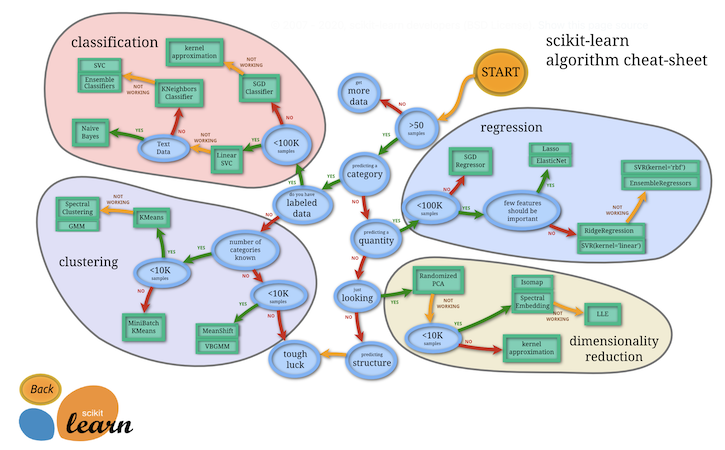 scikit-learn
algorithm cheat-sheet
classification
kernel
approximation
NOT
WORKING
SVC
Ensemble
Classifiers
NOT
WORKING
KNeighbors
Classifier
SGD
Classifier
NO
NO
Naive
Bayes
YES
Text
Data
NOT
WORKING
Linear
SVC
YES
<100K
samples
YES
START
get
more
data
NO
>50
samples
YES
predicting a
category
YES
NO
do you have
labeled
data
NO
predicting a
quantity
YES
NO
just
looking
YES
NO
predicting
structure
tough
luck
regression
SGD
Regressor
NO
<100K
samples
YES
few features
should be
important
YES
Lasso
ElasticNet
NO
RidgeRegression
SVR(kernel='linear')
NOT
WORKING
SVR(kernel='rbf')
EnsembleRegressors
clustering
Spectral
Clustering
GMM
NOT
WORKING
KMeans
YES
<10K
samples
YES
number of
categories
known
NO
NO
MiniBatch
KMeans
<10K
samples
YES
NO
MeanShift
VBGMM
dimensionality
reduction
Randomized
PCA
NOT
WORKING
<10K
samples
YES
NO
Isomap
Spectral
Embedding
NOT
WORKING
LLE
kernel
approximation
Back
scikit
learn